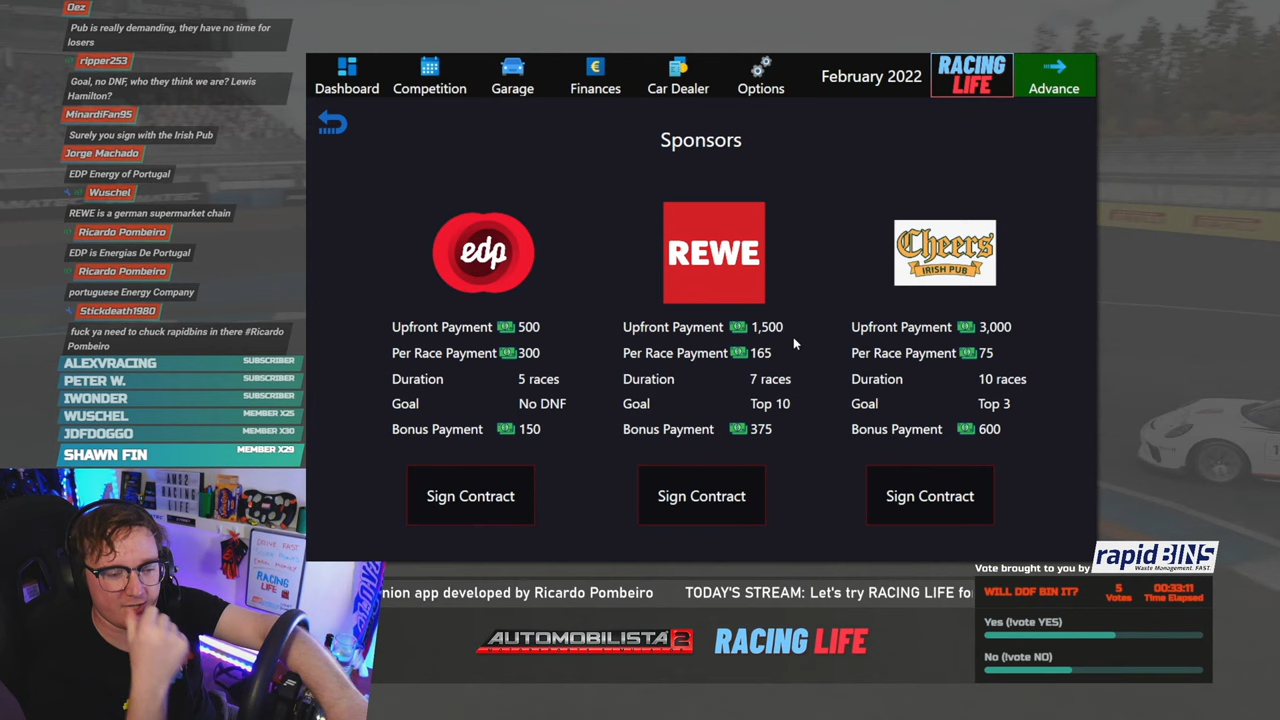 Oez
Pub is really demanding, they have no time for
losers
ripper253
Goal, no DNF, who they think we are? Lewis
Hamilton?
MinardiFan95
Surely you sign with the Irish Pub
Jorge Machado
EDP Energy of Portugal
Wuschel
REWE is a german supermarket chain
Ricardo Pombeiro
EDP is Energias De Portugal
Ricardo Pombeiro
portuguese Energy Company
Stickdeath1980
fuck ya need to chuck rapidbins in there #Ricardo
Pombeiro
ALEXVRACING SUBSCRIBER
PETER W. SUBSCRIBER
IWONDER SUBSCRIBER
WUSCHEL MEMBER X25
JDFDOGGO MEMBER X30
SHAWN FIN MEMBER X29
Dashboard Competition Garage Finances Car Dealer Options February 2022 RACING LIFE Advance
Sponsors
edp REWE Cheers
IRISH PUB
Upfront Payment 500 Upfront Payment 1,500 Upfront Payment 3,000
Per Race Payment 300 Per Race Payment 165 Per Race Payment 75
Duration 5 races Duration 7 races Duration 10 races
Goal No DNF Goal Top 10 Goal Top 3
Bonus Payment 150 Bonus Payment 375 Bonus Payment 600
Sign Contract Sign Contract Sign Contract
AMS2
RACING
LIFE
DRIVE FAST
RACING
LIFE
nion app developed by Ricardo Pombeiro TODAY'S STREAM: Let's try RACING LIFE fo
AUTOMOBILISTA 2 RACING LIFE
Vote brought to you by rapidBINS
Waste Management. FAST.
WILL DDF BIN IT? 5 Votes 00:33:11 Time Elapsed
Yes (!vote YES)
No (!vote NO)